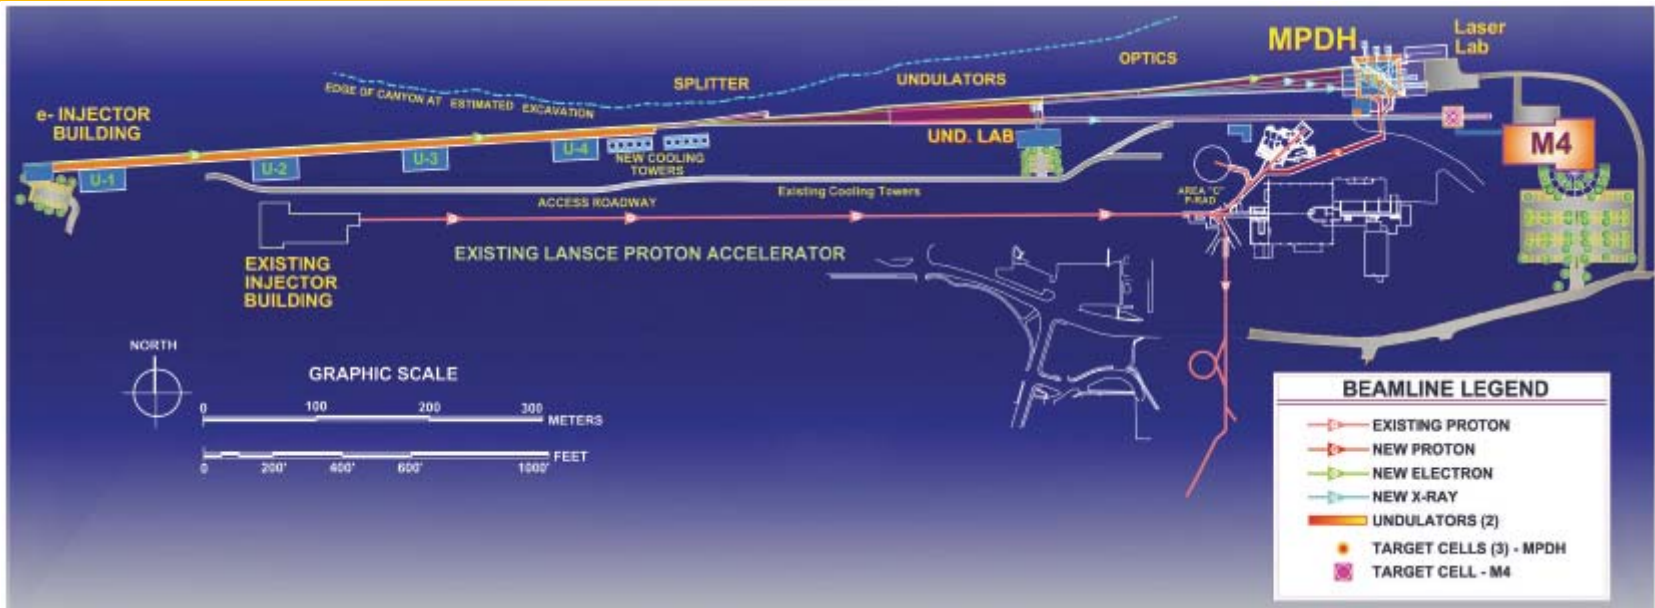 MPDH
Laser
Lab
OPTICS
UNDULATORS
SPLITTER
EDGE OF CANYON AT ESTIMATED EXCAVATION
e- INJECTOR
BUILDING
UND. LAB
M4
U-1
U-2
U-3
U-4
NEW COOLING
TOWERS
Existing Cooling Towers
ACCESS ROADWAY
AREA "C"
P-RAD
EXISTING LANSCE PROTON ACCELERATOR
EXISTING
INJECTOR
BUILDING
NORTH
GRAPHIC SCALE
0 100 200 300
METERS
FEET
0 200' 400' 600' 1000'
BEAMLINE LEGEND
EXISTING PROTON
NEW PROTON
NEW ELECTRON
NEW X-RAY
UNDULATORS (2)
TARGET CELLS (3) - MPDH
TARGET CELL - M4